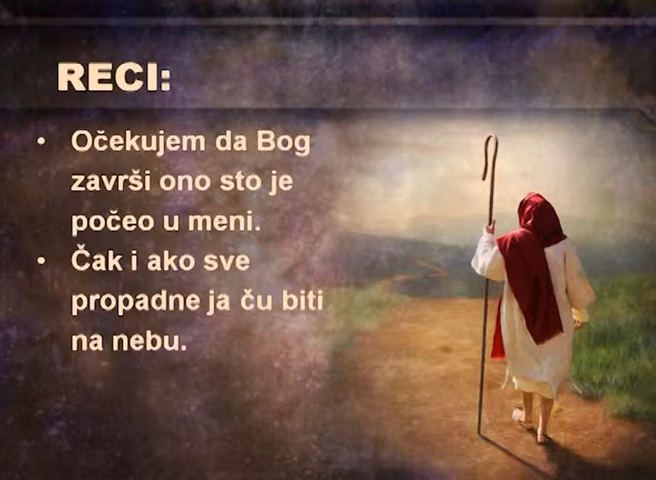 RECI:
• Očekujem da Bog
završi ono sto je
počeo u meni.
• Čak i ako sve
propadne ja ču biti
na nebu.